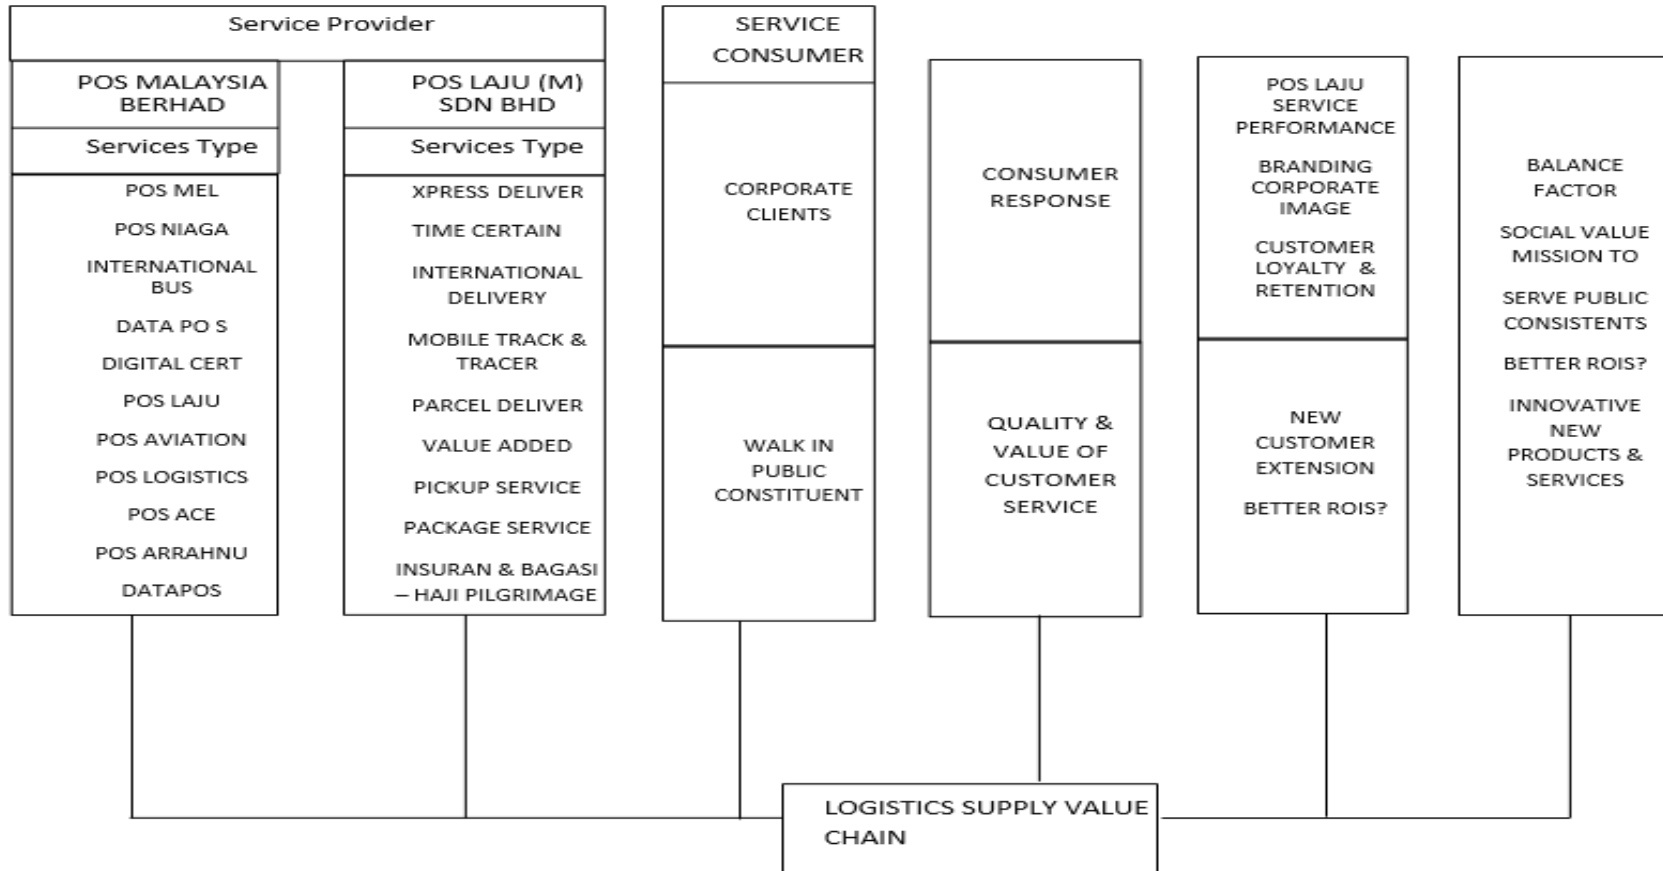 Service Provider
POS MALAYSIA
BERHAD
Services Type
POS MEL
POS NIAGA
INTERNATIONAL
BUS
DATA PO S
DIGITAL CERT
POS LAJU
POS AVIATION
POS LOGISTICS
POS ACE
POS ARRAHNU
DATAPOS
POS LAJU (M)
SDN BHD
Services Type
XPRESS DELIVER
TIME CERTAIN
INTERNATIONAL
DELIVERY
MOBILE TRACK &
TRACER
PARCEL DELIVER
VALUE ADDED
PICKUP SERVICE
PACKAGE SERVICE
INSURAN & BAGASI
– HAJI PILGRIMAGE
SERVICE
CONSUMER
CORPORATE
CLIENTS
WALK IN
PUBLIC
CONSTITUENT
CONSUMER
RESPONSE
QUALITY &
VALUE OF
CUSTOMER
SERVICE
POS LAJU
SERVICE
PERFORMANCE
BRANDING
CORPORATE
IMAGE
CUSTOMER
LOYALTY &
RETENTION
NEW
CUSTOMER
EXTENSION
BETTER ROIS?
BALANCE
FACTOR
SOCIAL VALUE
MISSION TO
SERVE PUBLIC
CONSISTENTS
BETTER ROIS?
INNOVATIVE
NEW
PRODUCTS &
SERVICES
LOGISTICS SUPPLY VALUE
CHAIN